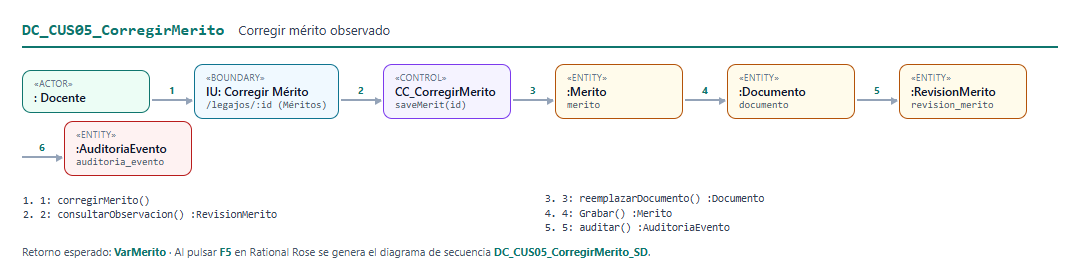 DC_CUS05_CorregirMerito Corregir mérito observado
«ACTOR»
: Docente
1
«BOUNDARY»
IU: Corregir Mérito
/legajos/:id (Méritos)
2
«CONTROL»
CC_CorregirMerito
saveMerit(id)
3
«ENTITY»
:Merito
merito
4
«ENTITY»
:Documento
documento
5
«ENTITY»
:RevisionMerito
revision_merito
6
«ENTITY»
:AuditoriaEvento
auditoria_evento
1. 1: corregirMerito()
2. 2: consultarObservacion() :RevisionMerito
3. 3: reemplazarDocumento() :Documento
4. 4: Grabar() :Merito
5. 5: auditar() :AuditoriaEvento
Retorno esperado: VarMerito · Al pulsar F5 en Rational Rose se genera el diagrama de secuencia DC_CUS05_CorregirMerito_SD.